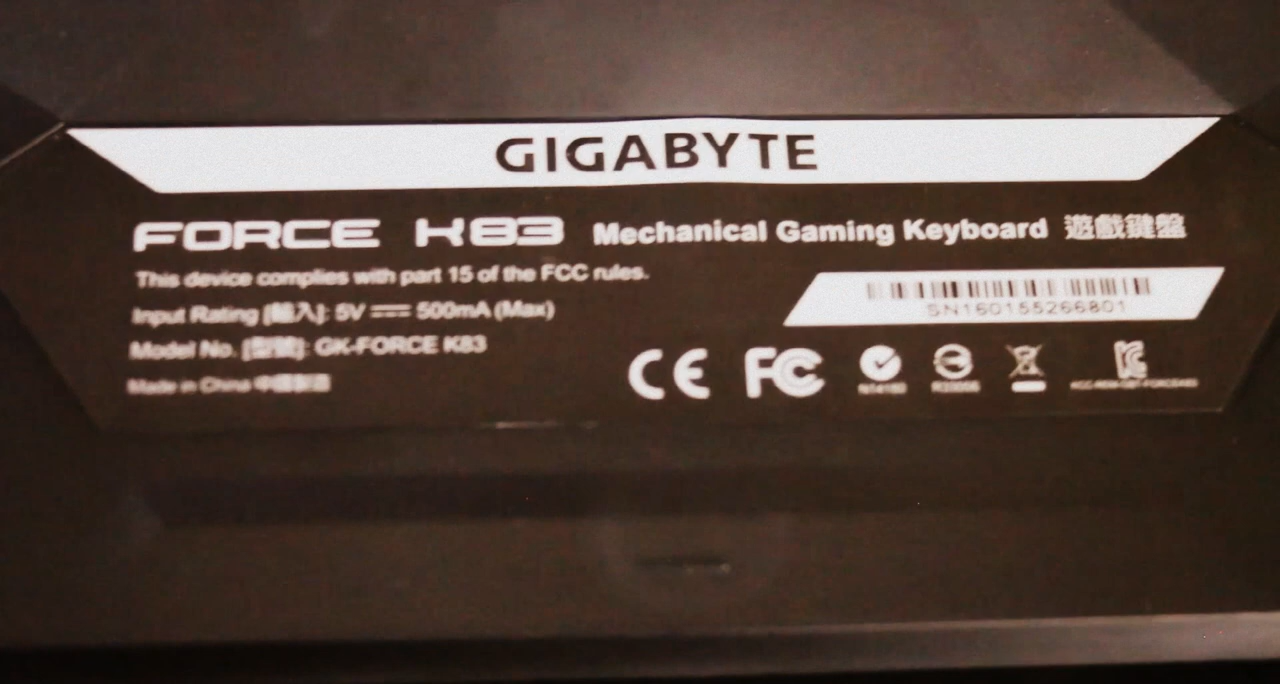 GIGABYTE
FORCE K83 Mechanical Gaming Keyboard 遊戲鍵盤
This device complies with part 15 of the FCC rules.
Input Rating [輸入]: 5V 500mA (Max)
SN160155266801
Model No. [型號]: GK-FORCE K83
Made in China 中國製造
CE FC N14180 R33006